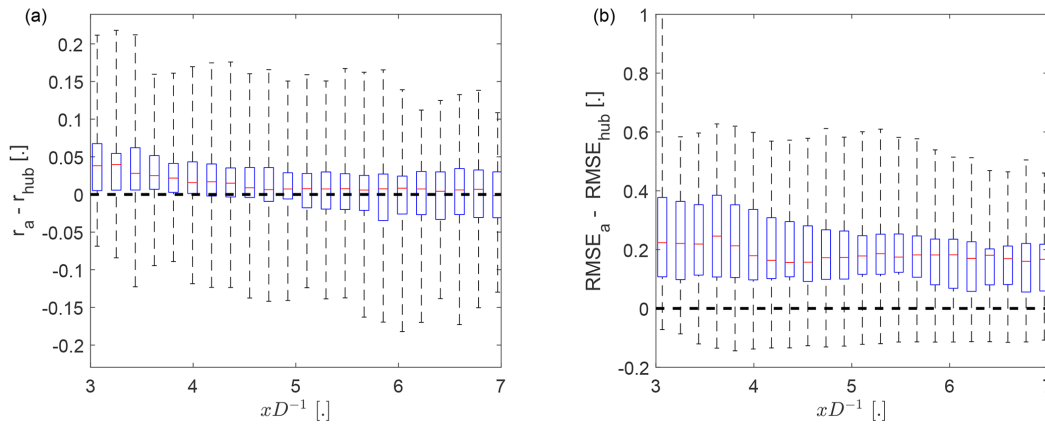 (a)
0.2
0.15
0.1
0.05
0
-0.05
-0.1
-0.15
-0.2
r_a - r_hub [.]
3 4 5 6 7
xD⁻¹ [.]
(b)
1
0.8
0.6
0.4
0.2
0
-0.2
RMSE_a - RMSE_hub [.]
3 4 5 6 7
xD⁻¹ [.]